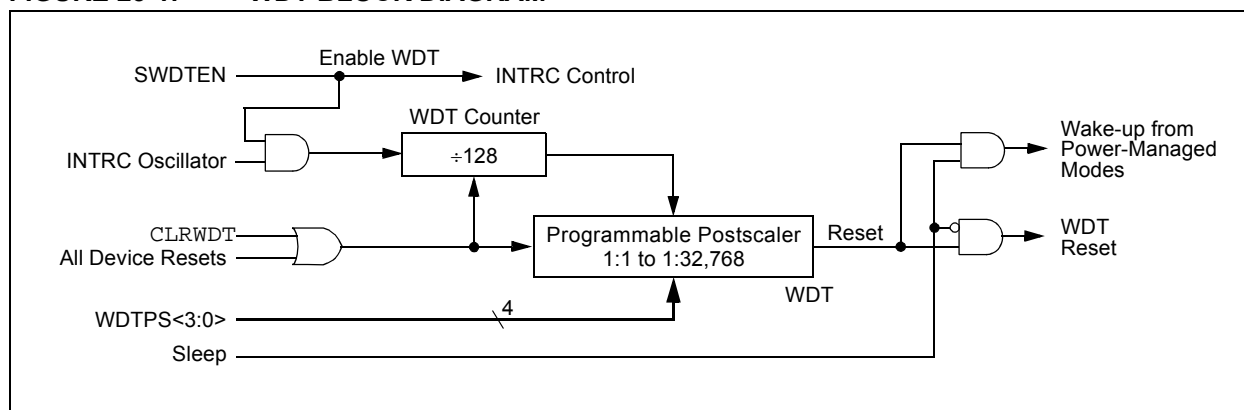 Enable WDT
SWDTEN
INTRC Control
WDT Counter
INTRC Oscillator
÷128
Wake-up from
Power-Managed
Modes
CLRWDT
All Device Resets
Programmable Postscaler
1:1 to 1:32,768
Reset
WDT
Reset
WDT
4
WDTPS<3:0>
Sleep